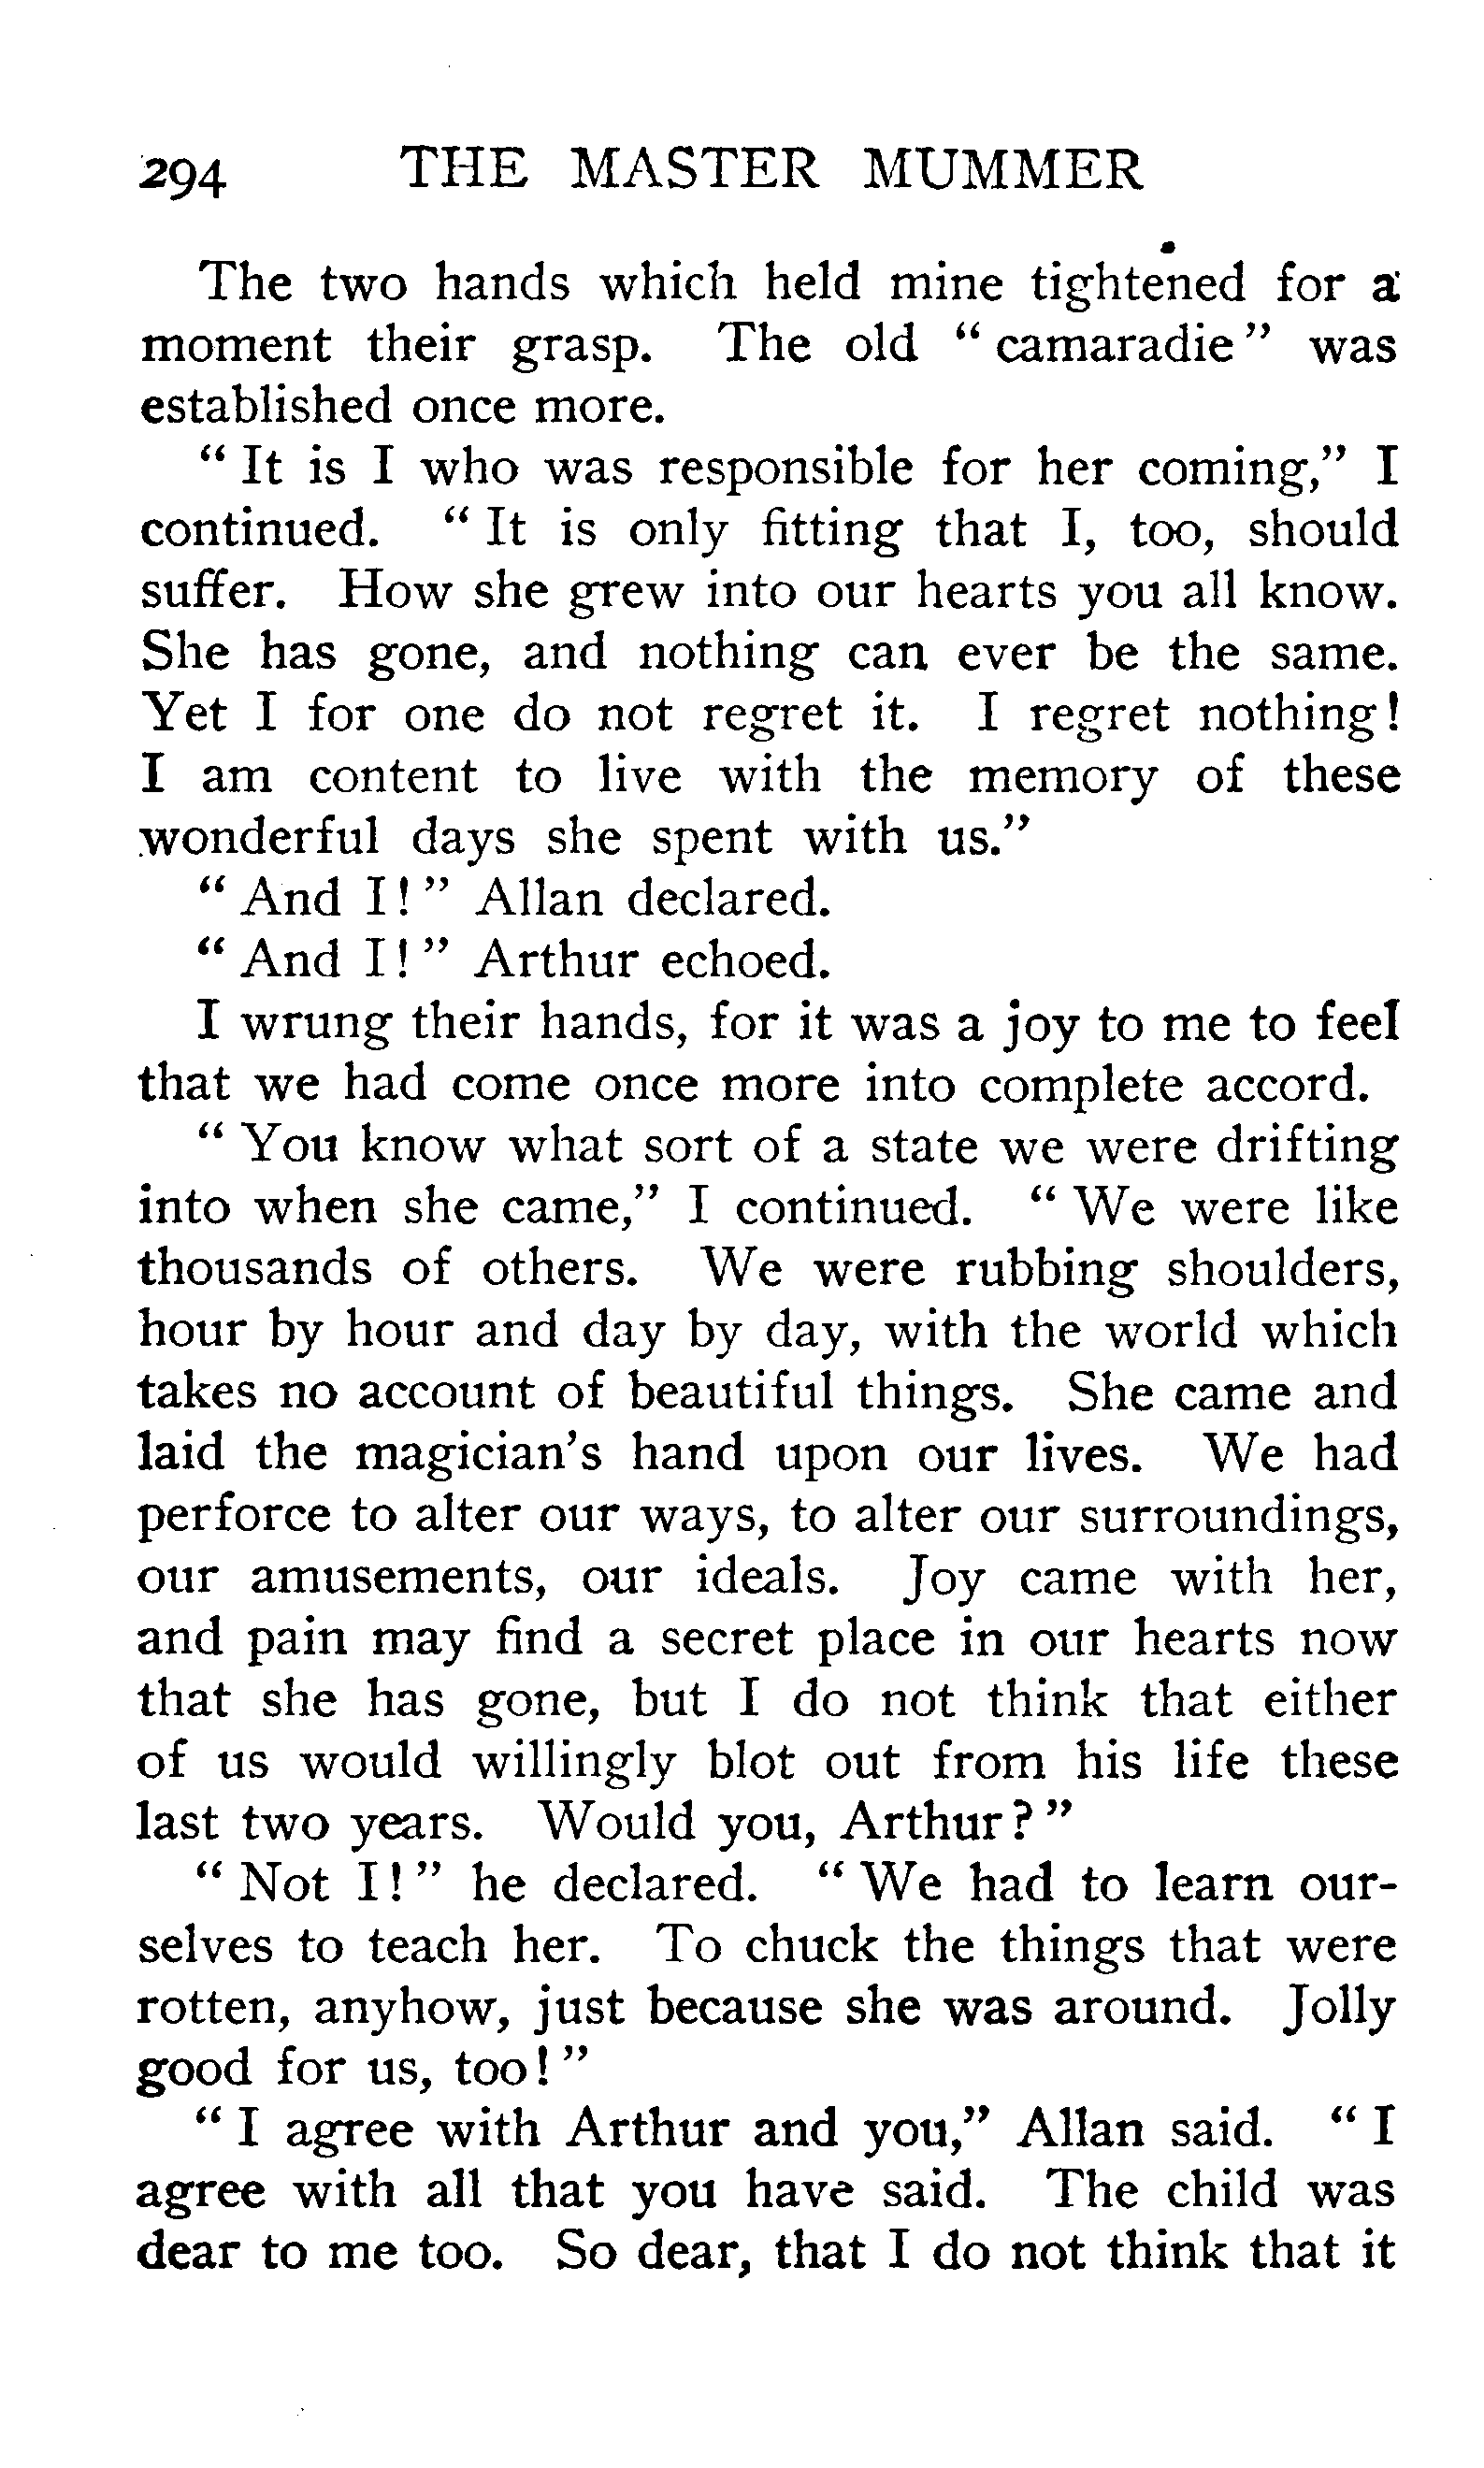 294 THE MASTER MUMMER
The two hands which held mine tightened for a
moment their grasp. The old " camaradie " was
established once more.
" It is I who was responsible for her coming," I
continued. " It is only fitting that I, too, should
suffer. How she grew into our hearts you all know.
She has gone, and nothing can ever be the same.
Yet I for one do not regret it. I regret nothing!
I am content to live with the memory of these
wonderful days she spent with us."
" And I! " Allan declared.
" And I! " Arthur echoed.
I wrung their hands, for it was a joy to me to feel
that we had come once more into complete accord.
" You know what sort of a state we were drifting
into when she came," I continued. " We were like
thousands of others. We were rubbing shoulders,
hour by hour and day by day, with the world which
takes no account of beautiful things. She came and
laid the magician's hand upon our lives. We had
perforce to alter our ways, to alter our surroundings,
our amusements, our ideals. Joy came with her,
and pain may find a secret place in our hearts now
that she has gone, but I do not think that either
of us would willingly blot out from his life these
last two years. Would you, Arthur? "
" Not I! " he declared. " We had to learn our-
selves to teach her. To chuck the things that were
rotten, anyhow, just because she was around. Jolly
good for us, too! "
" I agree with Arthur and you," Allan said. " I
agree with all that you have said. The child was
dear to me too. So dear, that I do not think that it